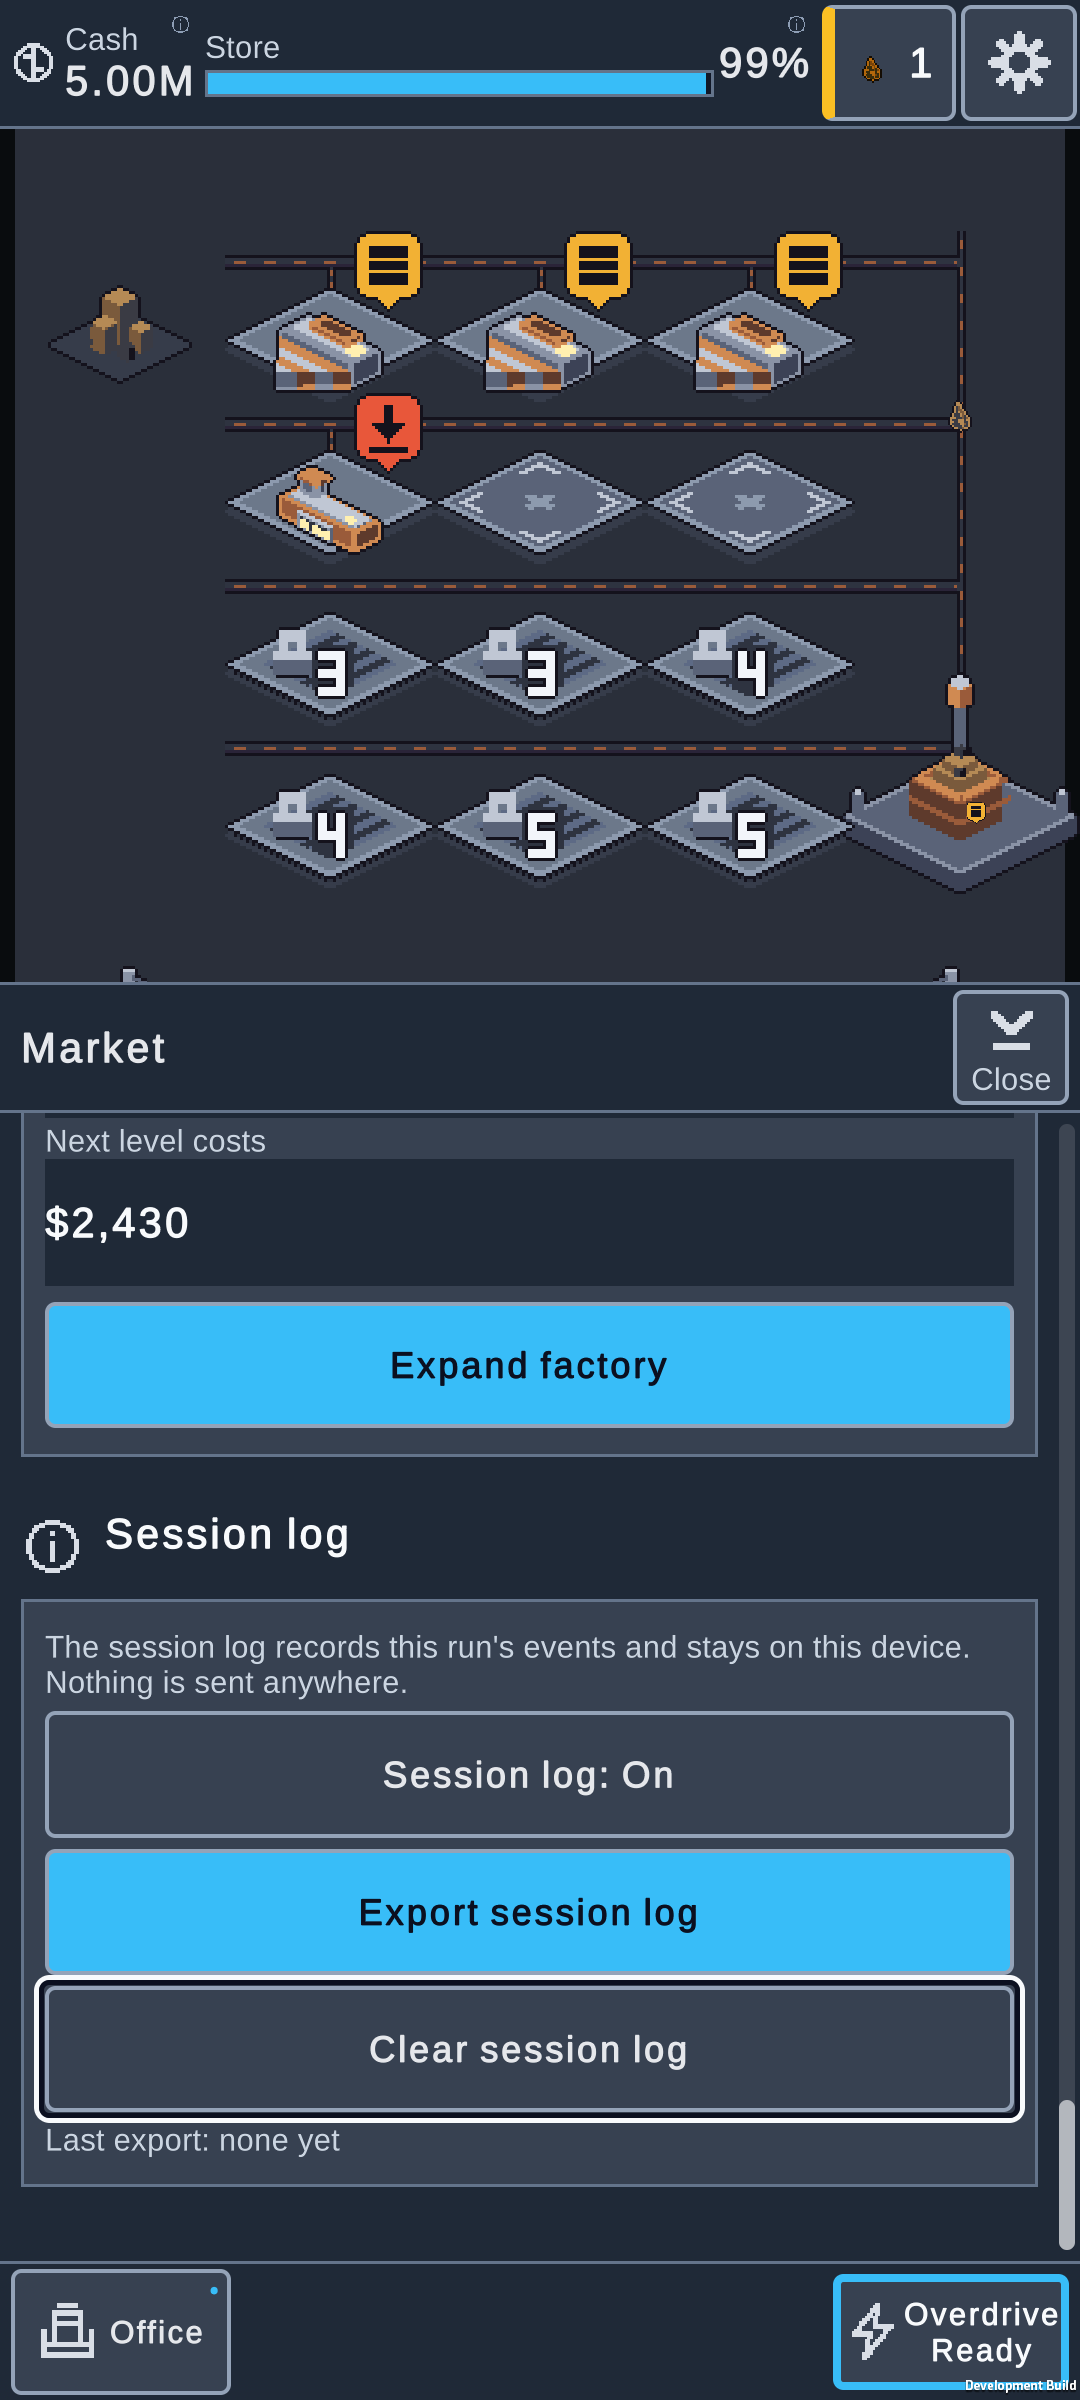 Cash
5.00M
Store
99%
1
3
3
4
4
5
5
Market
Close
Next level costs
$2,430
Expand factory
Session log
The session log records this run's events and stays on this device.
Nothing is sent anywhere.
Session log: On
Export session log
Clear session log
Last export: none yet
Office
Overdrive
Ready
Development Build